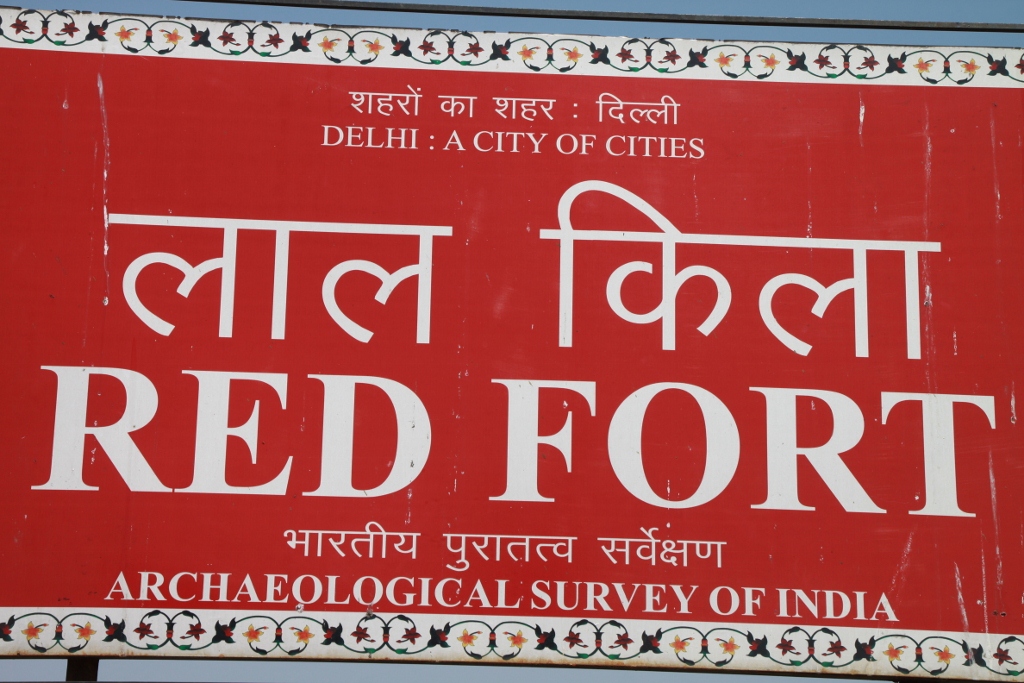 शहरों का शहर : दिल्ली
DELHI : A CITY OF CITIES
लाल किला
RED FORT
भारतीय पुरातत्व सर्वेक्षण
ARCHAEOLOGICAL SURVEY OF INDIA